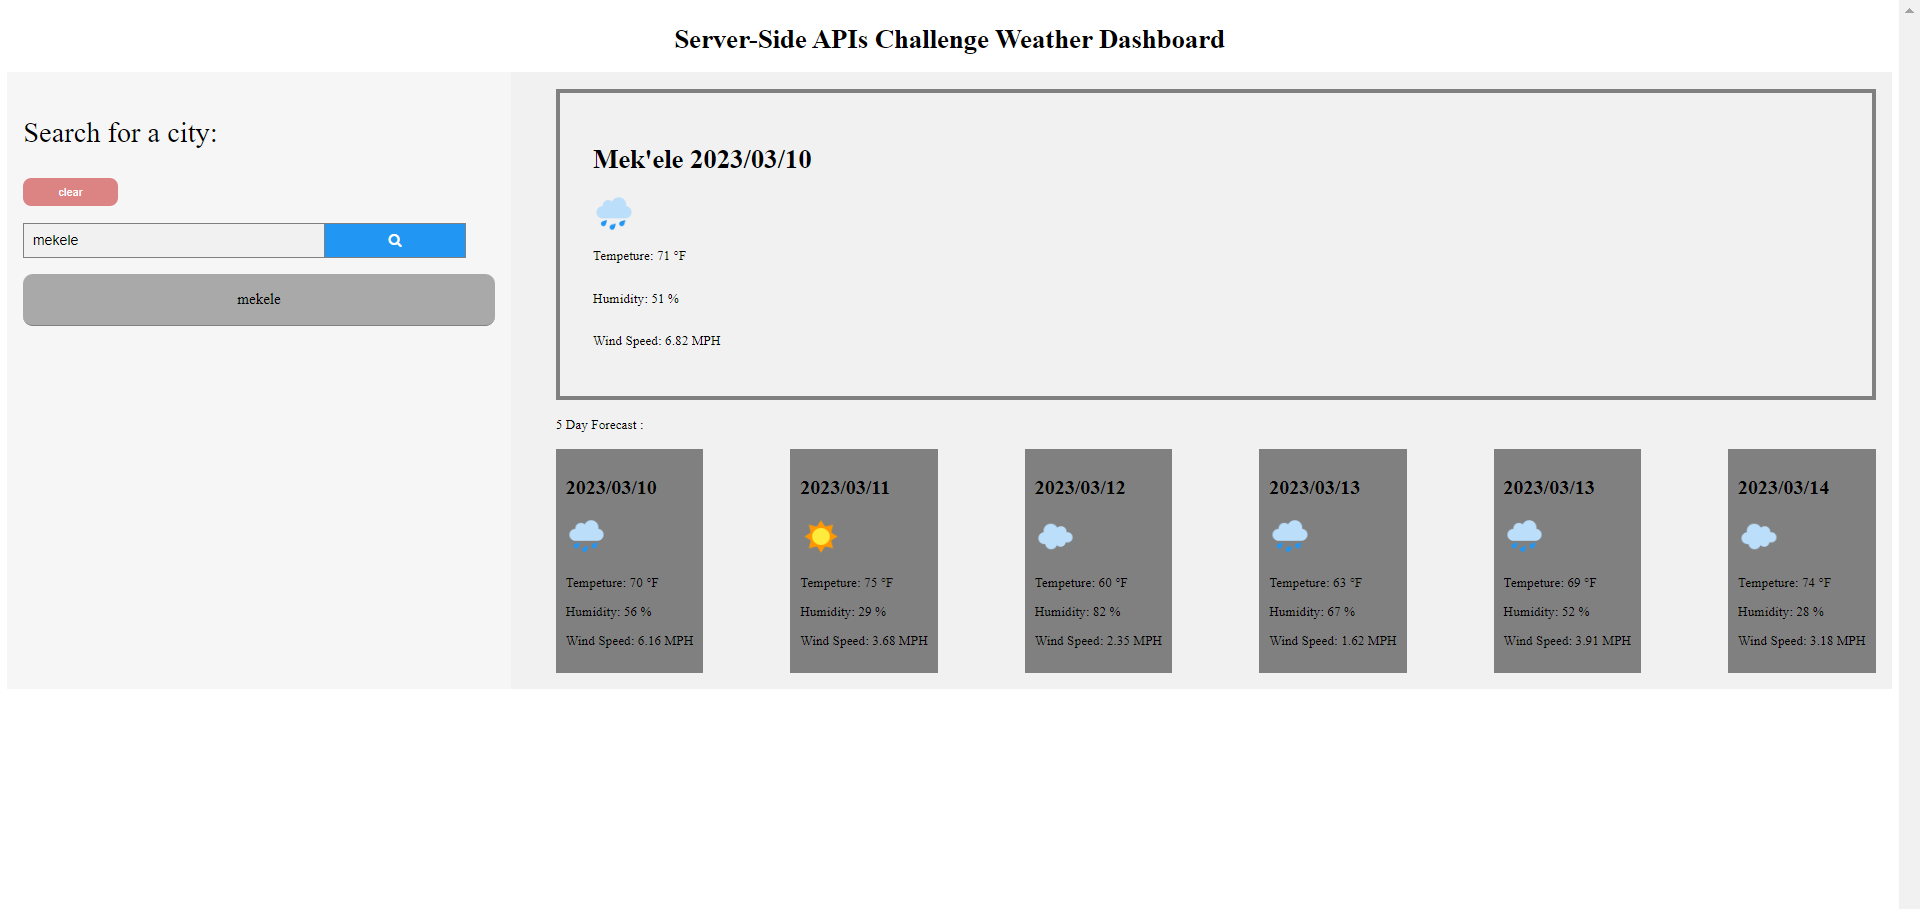 Server-Side APIs Challenge Weather Dashboard
Search for a city:
clear
mekele
mekele
Mek'ele 2023/03/10
Tempeture: 71 °F
Humidity: 51 %
Wind Speed: 6.82 MPH
5 Day Forecast :
2023/03/10
Tempeture: 70 °F
Humidity: 56 %
Wind Speed: 6.16 MPH
2023/03/11
Tempeture: 75 °F
Humidity: 29 %
Wind Speed: 3.68 MPH
2023/03/12
Tempeture: 60 °F
Humidity: 82 %
Wind Speed: 2.35 MPH
2023/03/13
Tempeture: 63 °F
Humidity: 67 %
Wind Speed: 1.62 MPH
2023/03/13
Tempeture: 69 °F
Humidity: 52 %
Wind Speed: 3.91 MPH
2023/03/14
Tempeture: 74 °F
Humidity: 28 %
Wind Speed: 3.18 MPH